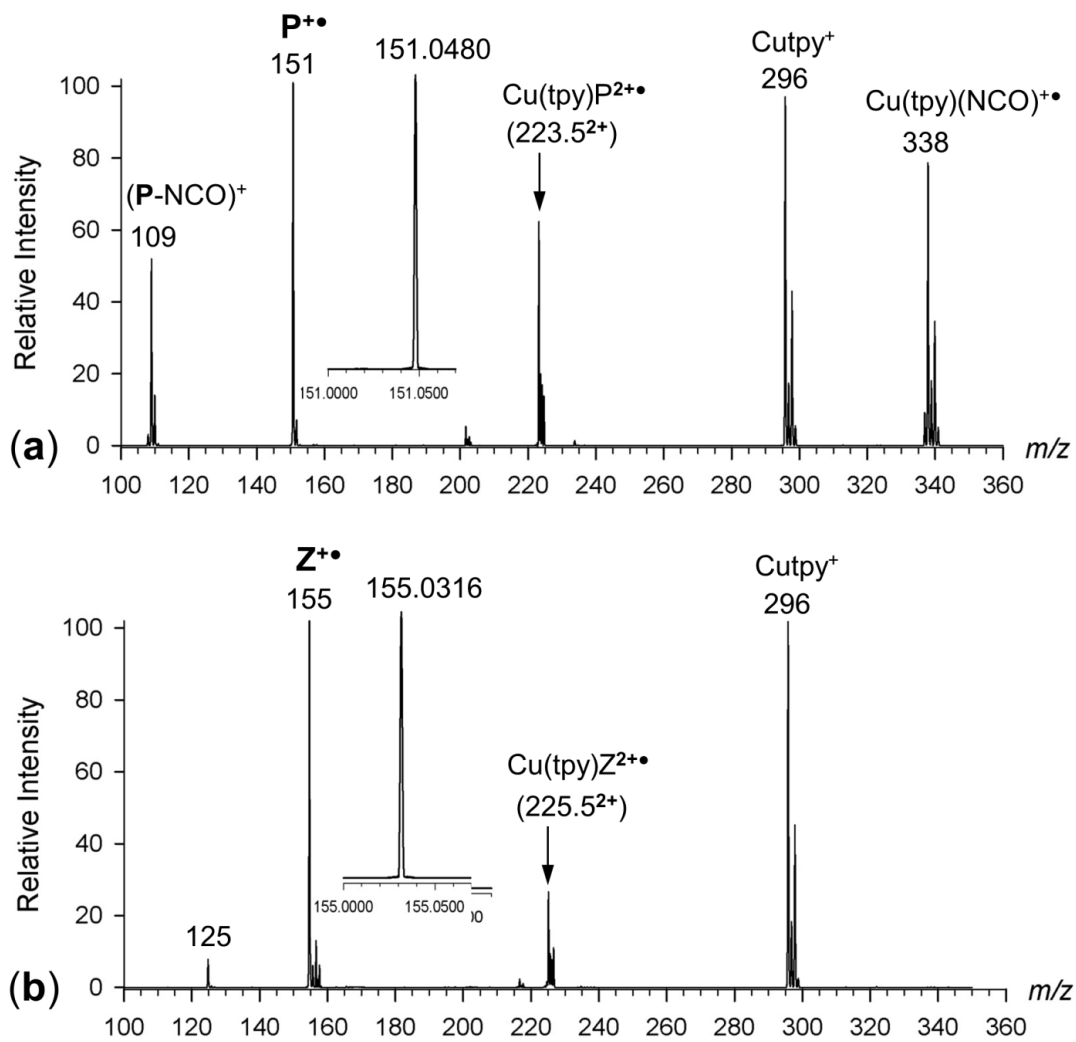 P+•
151
151.0480
Cutpy+
296
Cu(tpy)P2+•
(223.52+)
Cu(tpy)(NCO)+•
338
(P-NCO)+
109
Relative Intensity
100
80
60
40
20
0
151.0000 151.0500
(a)
100 120 140 160 180 200 220 240 260 280 300 320 340 360
m/z
Z+•
155
155.0316
Cutpy+
296
Cu(tpy)Z2+•
(225.52+)
125
Relative Intensity
100
80
60
40
20
0
155.0000 155.0500
(b)
100 120 140 160 180 200 220 240 260 280 300 320 340 360
m/z